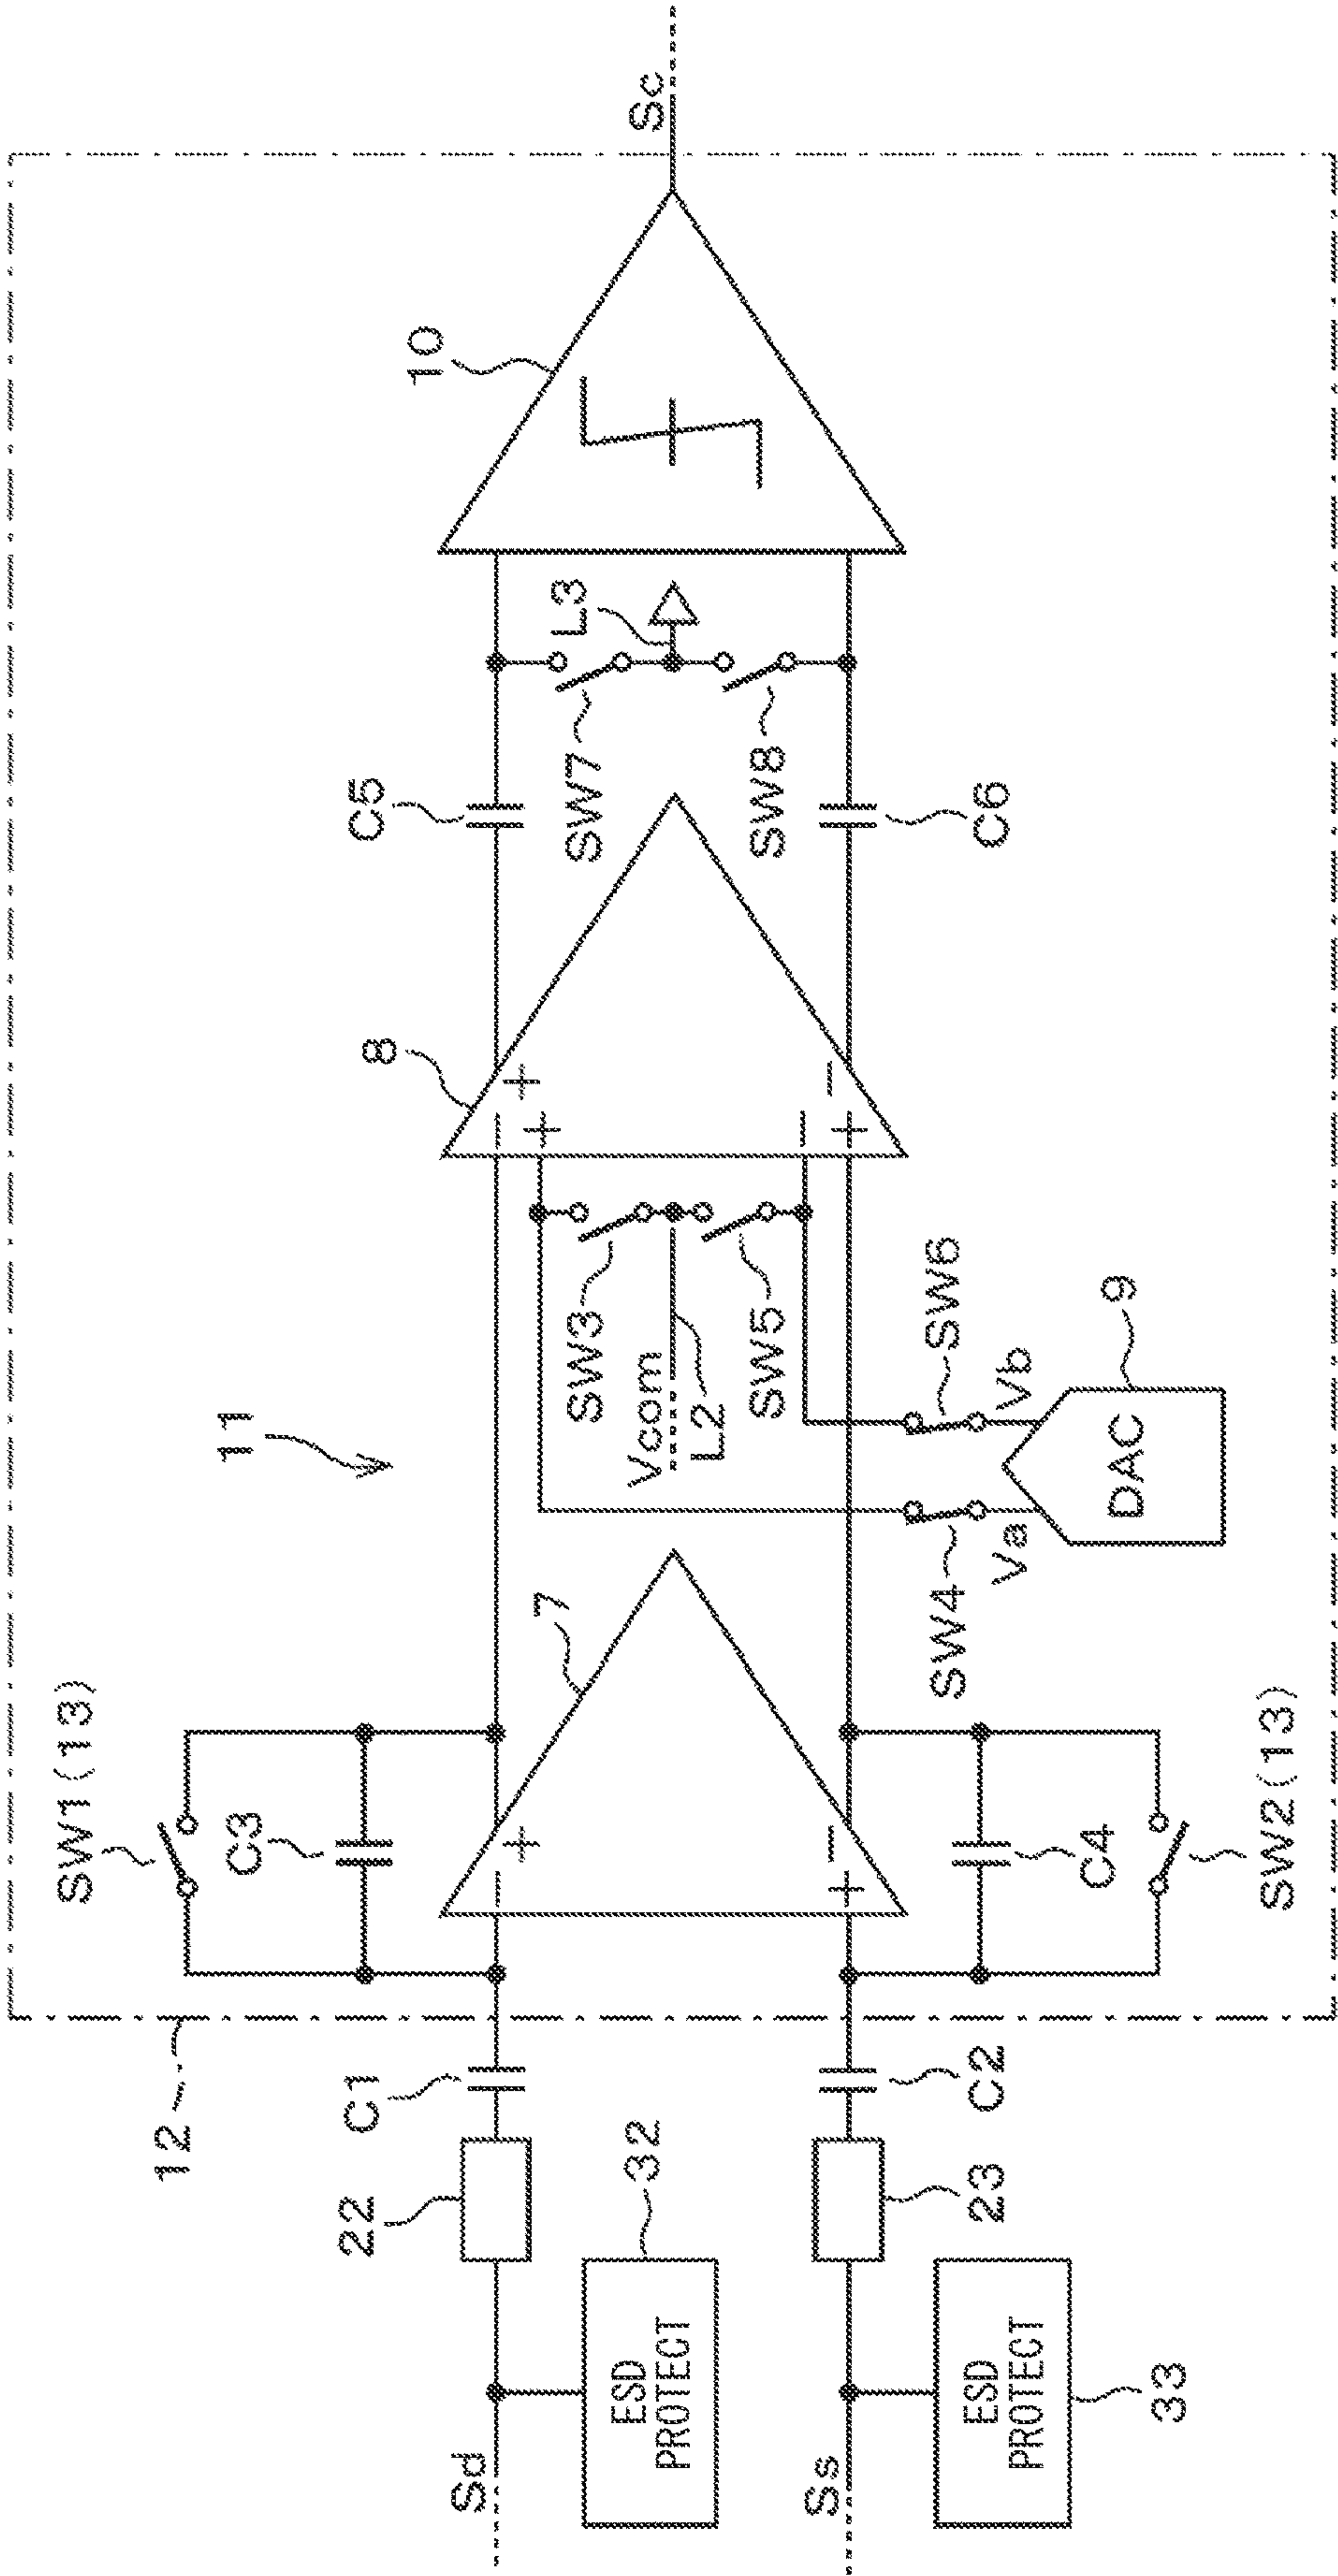 11
12
SW1(13)
C3
C1
22
Sd
32
ESD
PROTECT
7
+
−
−
+
C2
23
Ss
33
ESD
PROTECT
C4
SW2(13)
8
−
+
+
−
+
−
SW3
Vcom
L2
SW5
SW4
SW6
Va
Vb
9
DAC
C5
C6
SW7
SW8
L3
10
Sc